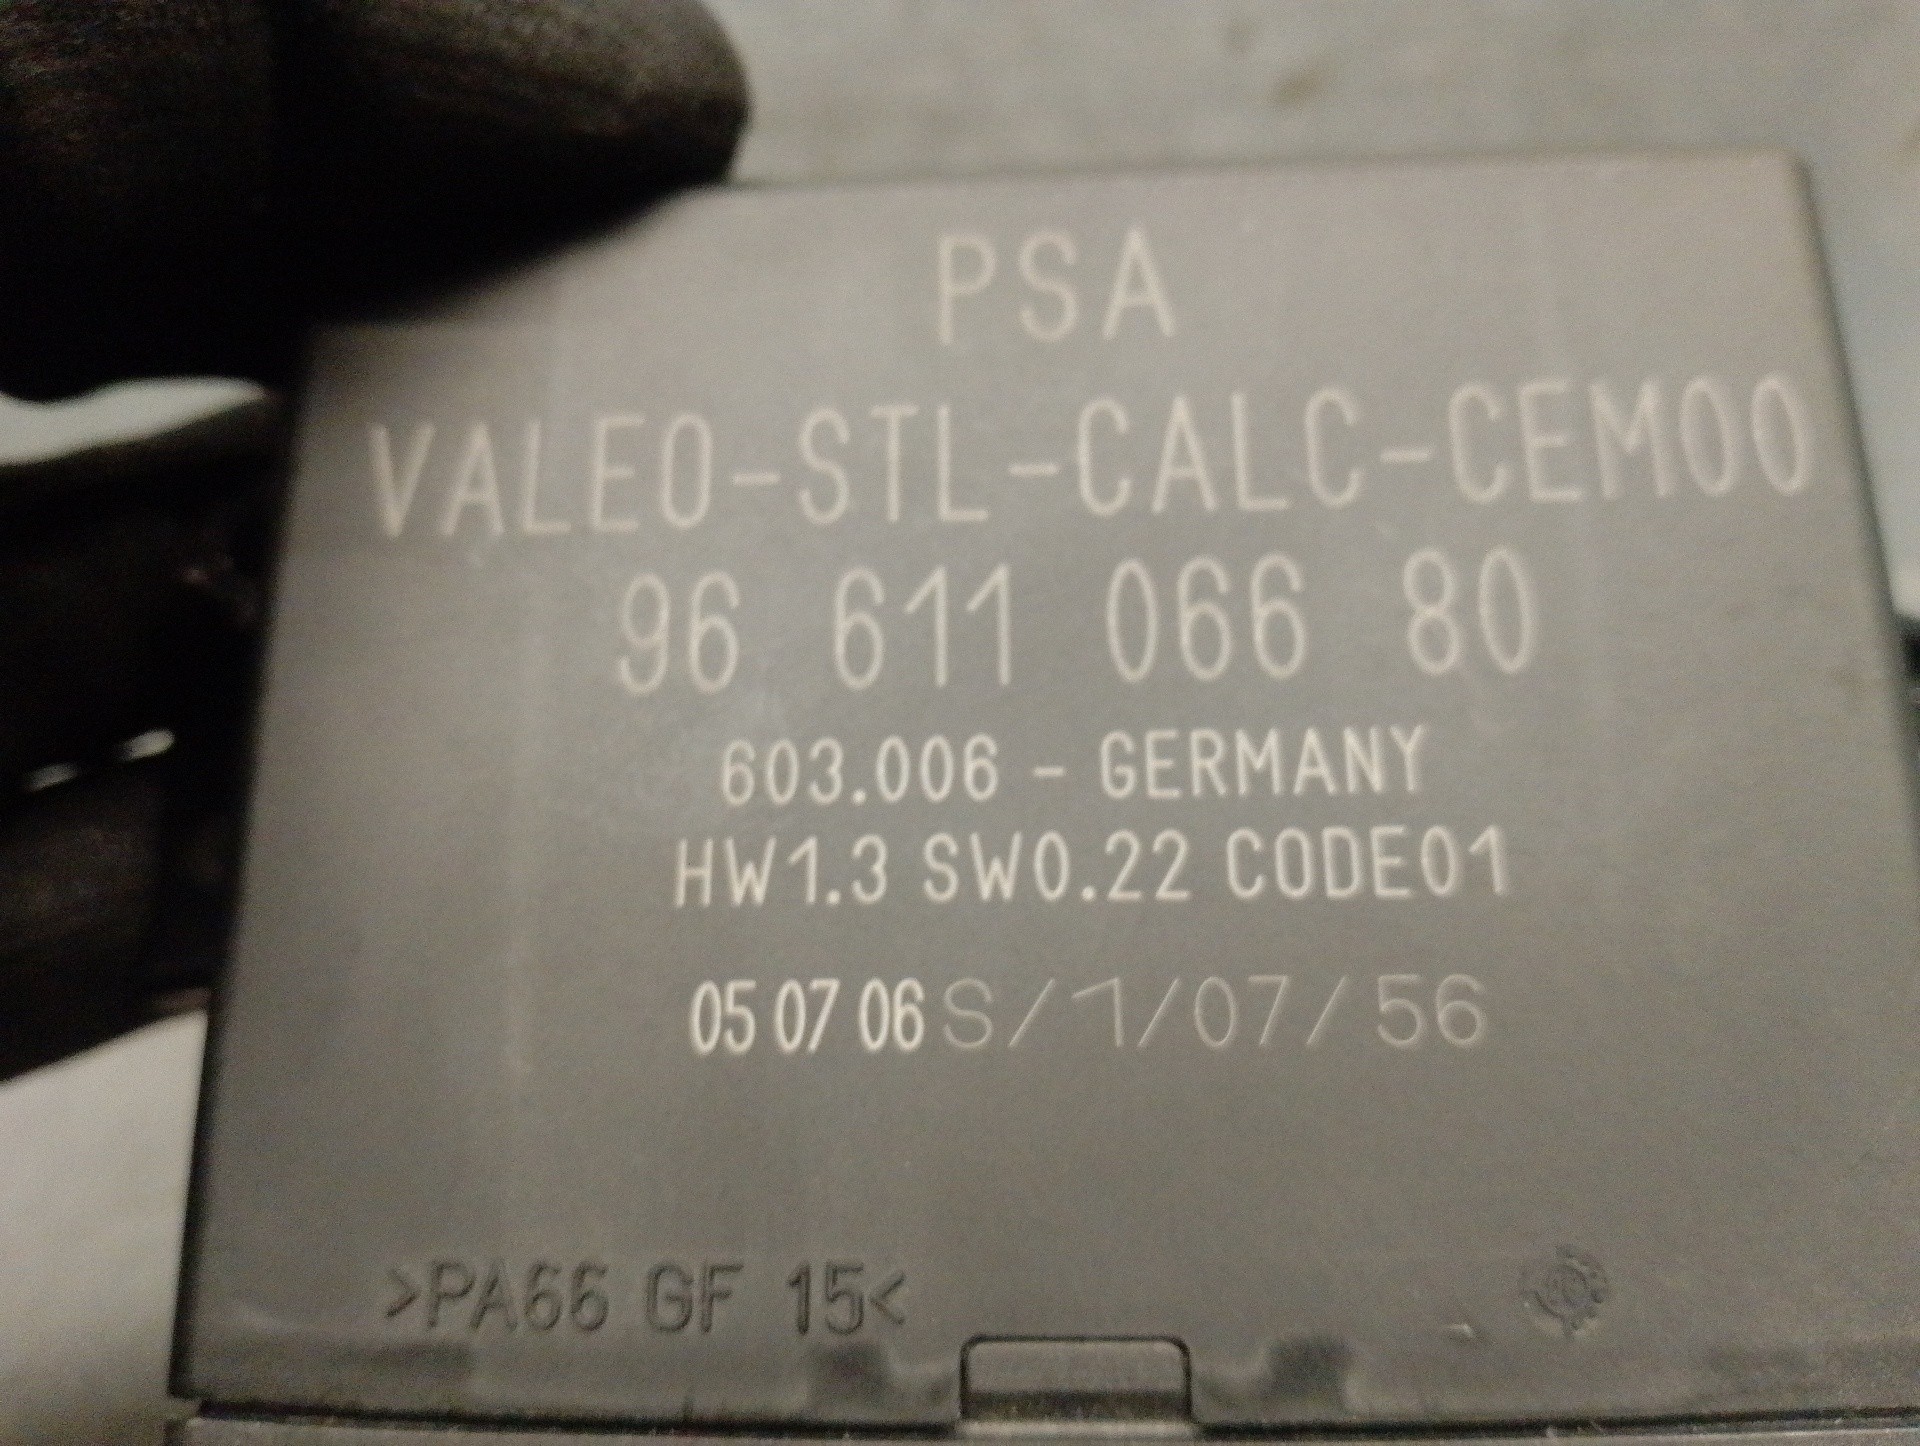 PSA
VALEO-STL-CALC-CEM00
96 611 066 80
603.006 - GERMANY
HW1.3 SW0.22 CODE01
05 07 06 S/1/07/56
>PA66 GF 15<